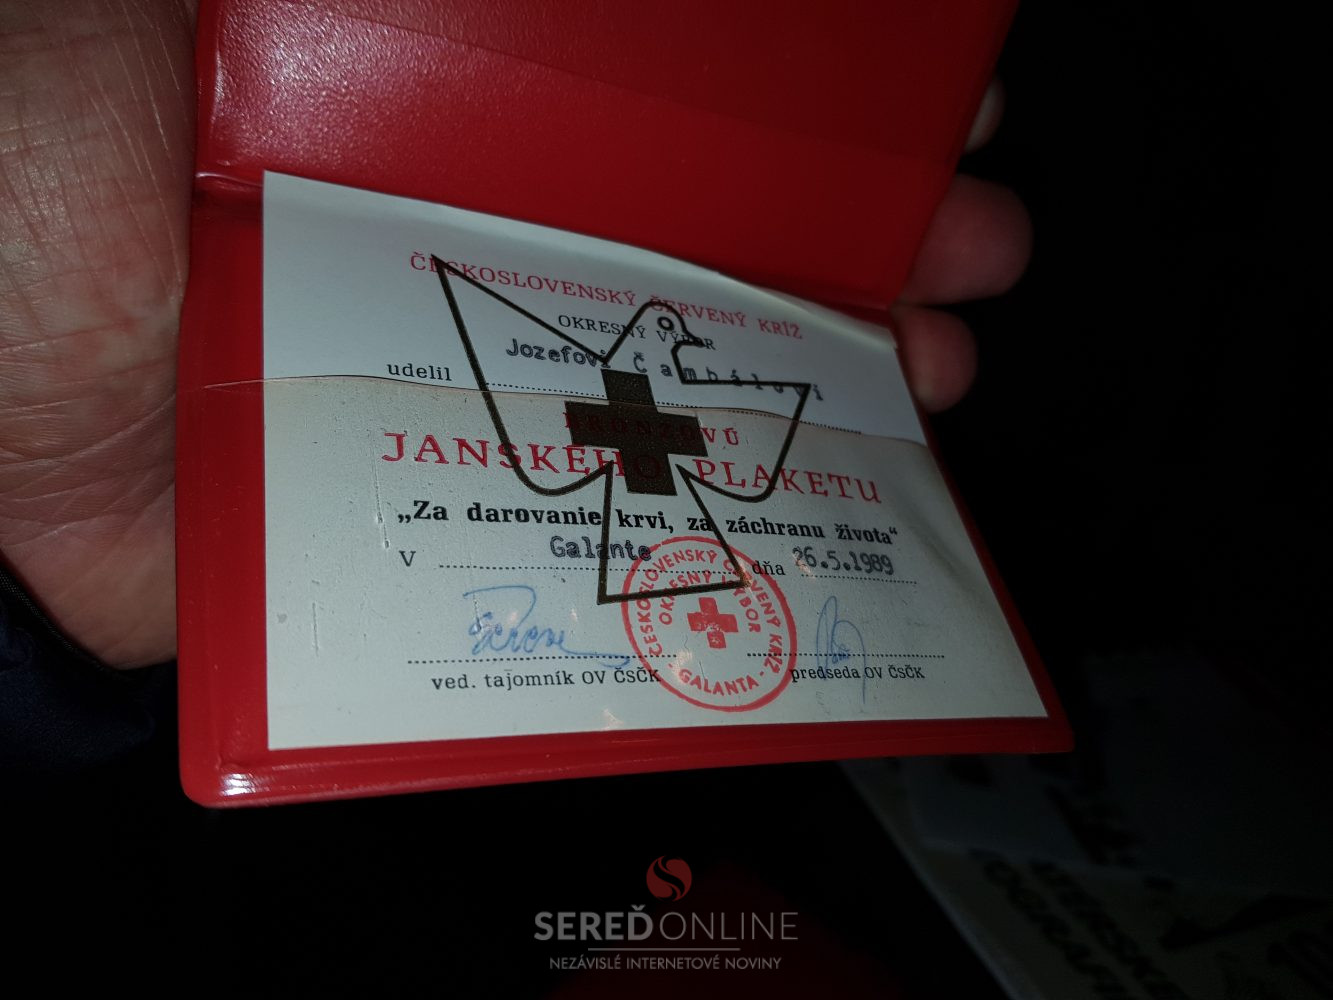 ČESKOSLOVENSKÝ ČERVENÝ KRÍŽ
OKRESNÝ VÝBOR
udelil Jozefovi Čambálovi
BRONZOVÚ
JANSKÉHO PLAKETU
„Za darovanie krvi, za záchranu života“
V Galante dňa 26.5.1989
ved. tajomník OV ČSČK predseda OV ČSČK
ČESKOSLOVENSKÝ ČERVENÝ KRÍŽ
OKRESNÝ VÝBOR
- GALANTA -
SEREĎONLINE
NEZÁVISLÉ INTERNETOVÉ NOVINY